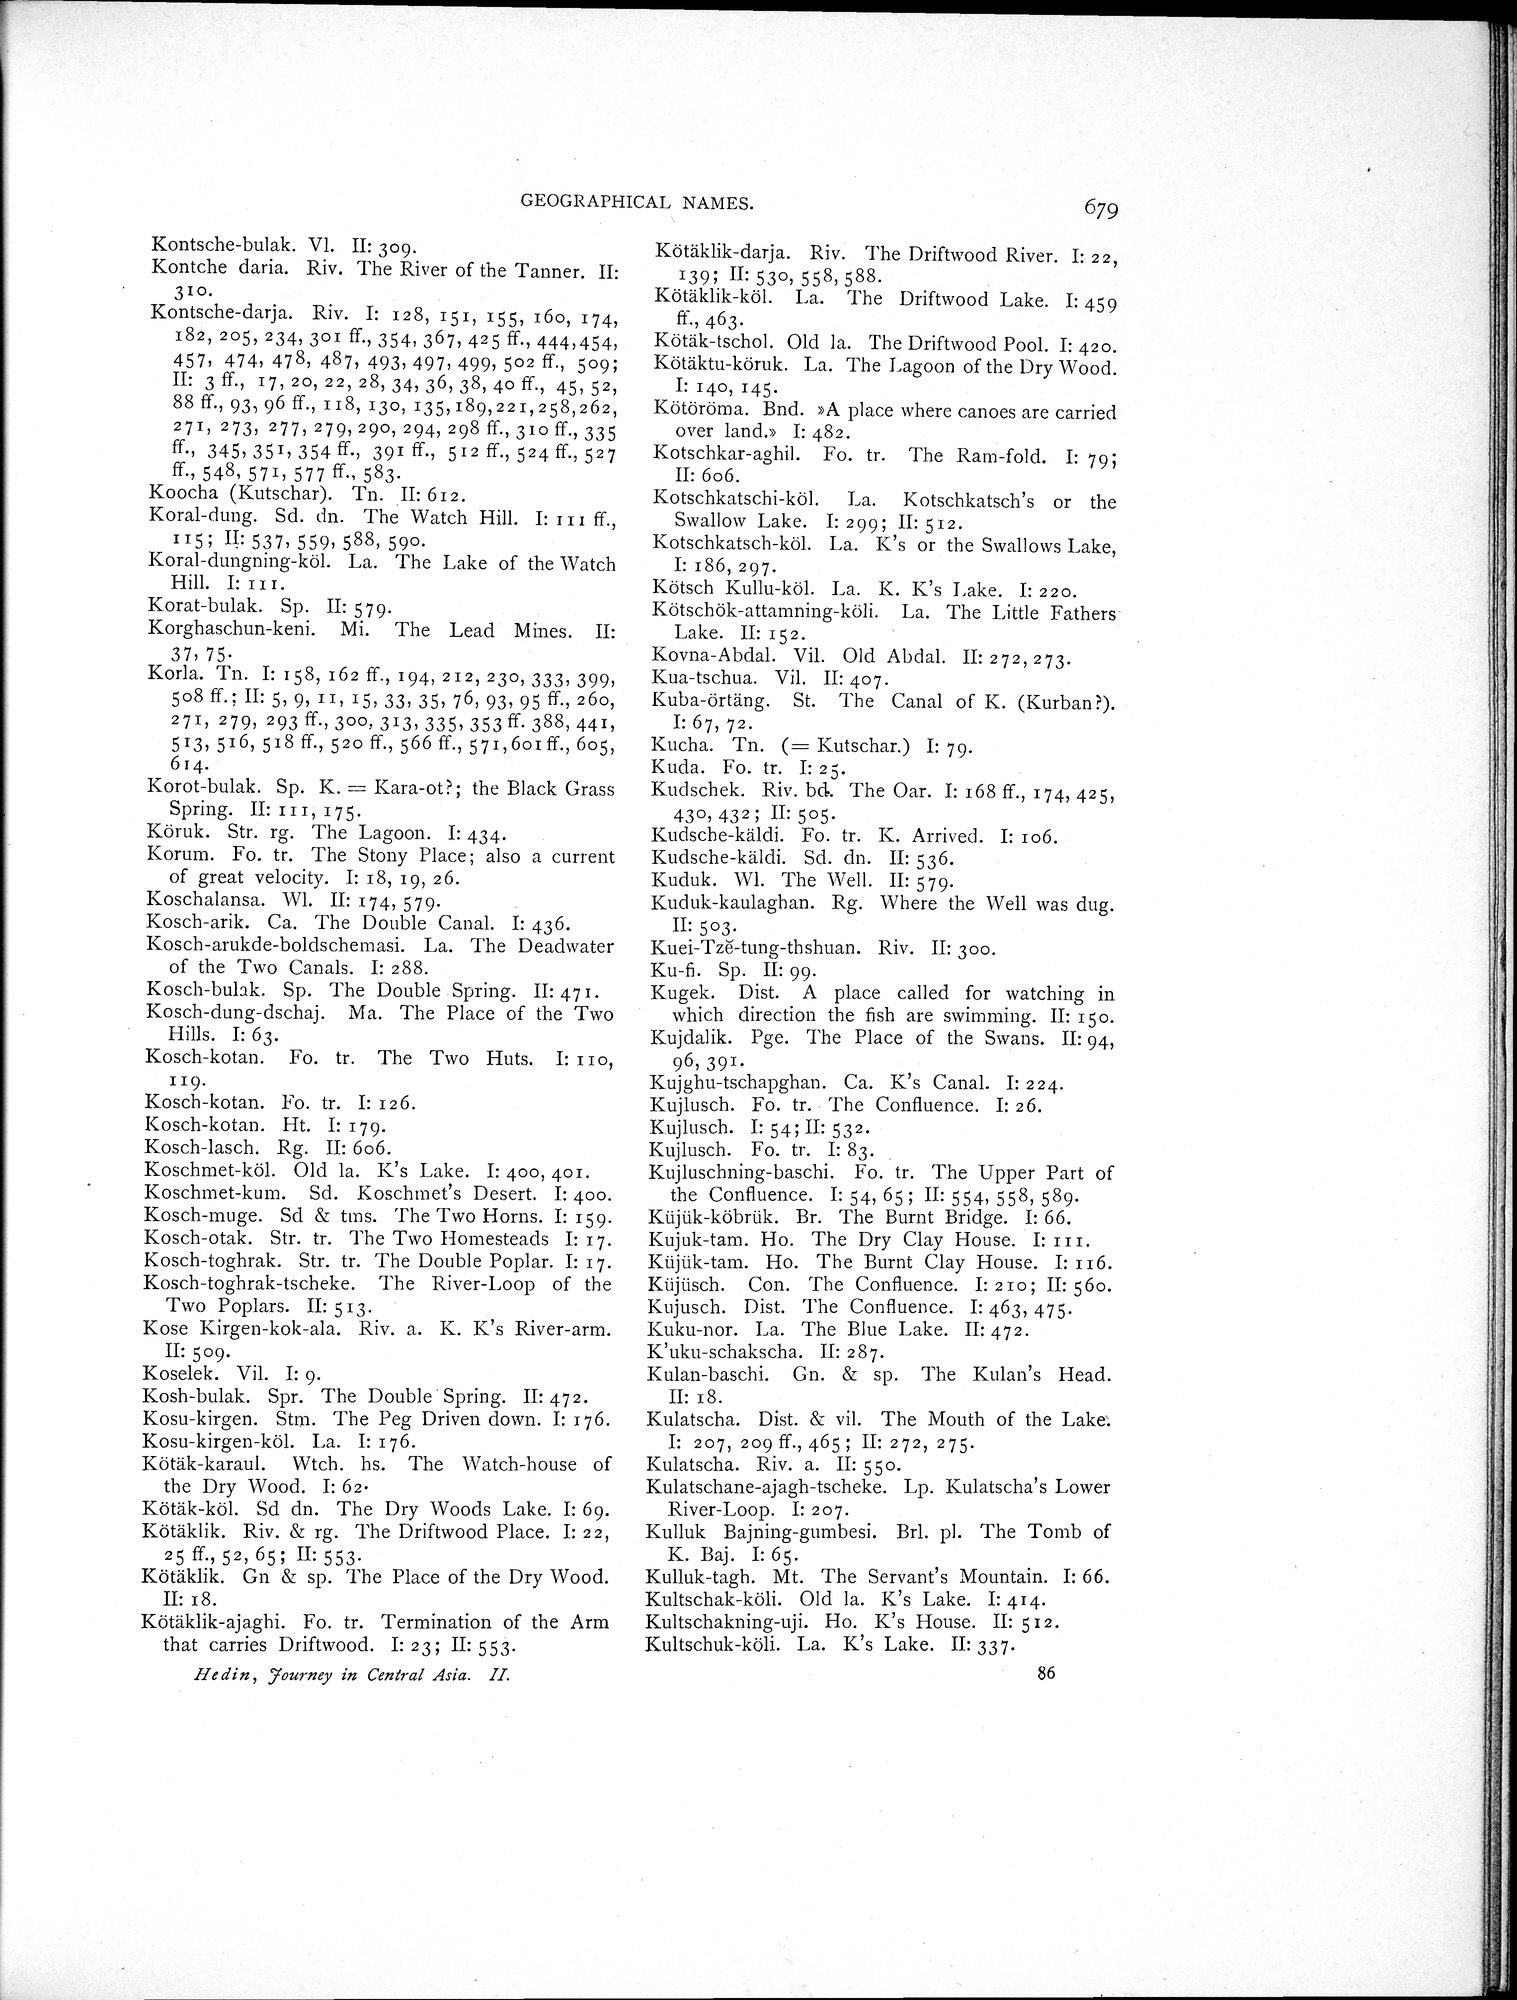 GEOGRAPHICAL NAMES.
679
Kontsche-bulak. Vl. II: 309.
Kontche daria. Riv. The River of the Tanner. II:
310.
Kontsche-darja. Riv. I: 128, 151, 155, 160, 174,
182, 205, 234, 301 ff., 354, 367, 425 ff., 444, 454,
457, 474, 478, 487, 493, 497, 499, 502 ff., 509;
II: 3 ff., 17, 20, 22, 28, 34, 36, 38, 40 ff., 45, 52,
88 ff., 93, 96 ff., 118, 130, 135, 189, 221, 258, 262,
271, 273, 277, 279, 290, 294, 298 ff., 310 ff., 335
ff., 345, 351, 354 ff., 391 ff., 512 ff., 524 ff., 527
ff., 548, 571, 577 ff., 583.
Koocha (Kutschar). Tn. II: 612.
Koral-dung. Sd. dn. The Watch Hill. I: 111 ff.,
115; II: 537, 559, 588, 590.
Koral-dungning-köl. La. The Lake of the Watch
Hill. I: 111.
Korat-bulak. Sp. II: 579.
Korghaschun-keni. Mi. The Lead Mines. II:
37, 75.
Korla. Tn. I: 158, 162 ff., 194, 212, 230, 333, 399,
508 ff.; II: 5, 9, 11, 15, 33, 35, 76, 93, 95 ff., 260,
271, 279, 293 ff., 300, 313, 335, 353 ff. 388, 441,
513, 516, 518 ff., 520 ff., 566 ff., 571, 601 ff., 605,
614.
Korot-bulak. Sp. K. = Kara-ot?; the Black Grass
Spring. II: 111, 175.
Köruk. Str. rg. The Lagoon. I: 434.
Korum. Fo. tr. The Stony Place; also a current
of great velocity. I: 18, 19, 26.
Koschalansa. Wl. II: 174, 579.
Kosch-arik. Ca. The Double Canal. I: 436.
Kosch-arukde-boldschemasi. La. The Deadwater
of the Two Canals. I: 288.
Kosch-bulak. Sp. The Double Spring. II: 471.
Kosch-dung-dschaj. Ma. The Place of the Two
Hills. I: 63.
Kosch-kotan. Fo. tr. The Two Huts. I: 110,
119.
Kosch-kotan. Fo. tr. I: 126.
Kosch-kotan. Ht. I: 179.
Kosch-lasch. Rg. II: 606.
Koschmet-köl. Old la. K's Lake. I: 400, 401.
Koschmet-kum. Sd. Koschmet's Desert. I: 400.
Kosch-muge. Sd & tms. The Two Horns. I: 159.
Kosch-otak. Str. tr. The Two Homesteads I: 17.
Kosch-toghrak. Str. tr. The Double Poplar. I: 17.
Kosch-toghrak-tscheke. The River-Loop of the
Two Poplars. II: 513.
Kose Kirgen-kok-ala. Riv. a. K. K's River-arm.
II: 509.
Koselek. Vil. I: 9.
Kosh-bulak. Spr. The Double Spring. II: 472.
Kosu-kirgen. Stm. The Peg Driven down. I: 176.
Kosu-kirgen-köl. La. I: 176.
Kötäk-karaul. Wtch. hs. The Watch-house of
the Dry Wood. I: 62.
Kötäk-köl. Sd dn. The Dry Woods Lake. I: 69.
Kötäklik. Riv. & rg. The Driftwood Place. I: 22,
25 ff., 52, 65; II: 553.
Kötäklik. Gn & sp. The Place of the Dry Wood.
II: 18.
Kötäklik-ajaghi. Fo. tr. Termination of the Arm
that carries Driftwood. I: 23; II: 553.
Kötäklik-darja. Riv. The Driftwood River. I: 22,
139; II: 530, 558, 588.
Kötäklik-köl. La. The Driftwood Lake. I: 459
ff., 463.
Kötäk-tschol. Old la. The Driftwood Pool. I: 420.
Kötäktu-köruk. La. The Lagoon of the Dry Wood.
I: 140, 145.
Kötöröma. Bnd. »A place where canoes are carried
over land.» I: 482.
Kotschkar-aghil. Fo. tr. The Ram-fold. I: 79;
II: 606.
Kotschkatschi-köl. La. Kotschkatsch's or the
Swallow Lake. I: 299; II: 512.
Kotschkatsch-köl. La. K's or the Swallows Lake,
I: 186, 297.
Kötsch Kullu-köl. La. K. K's Lake. I: 220.
Kötschök-attamning-köli. La. The Little Fathers
Lake. II: 152.
Kovna-Abdal. Vil. Old Abdal. II: 272, 273.
Kua-tschua. Vil. II: 407.
Kuba-örtäng. St. The Canal of K. (Kurban?).
I: 67, 72.
Kucha. Tn. (= Kutschar.) I: 79.
Kuda. Fo. tr. I: 25.
Kudschek. Riv. bd. The Oar. I: 168 ff., 174, 425,
430, 432; II: 505.
Kudsche-käldi. Fo. tr. K. Arrived. I: 106.
Kudsche-käldi. Sd. dn. II: 536.
Kuduk. Wl. The Well. II: 579.
Kuduk-kaulaghan. Rg. Where the Well was dug.
II: 503.
Kuei-Tzĕ-tung-thshuan. Riv. II: 300.
Ku-fi. Sp. II: 99.
Kugek. Dist. A place called for watching in
which direction the fish are swimming. II: 150.
Kujdalik. Pge. The Place of the Swans. II: 94,
96, 391.
Kujghu-tschapghan. Ca. K's Canal. I: 224.
Kujlusch. Fo. tr. The Confluence. I: 26.
Kujlusch. I: 54; II: 532.
Kujlusch. Fo. tr. I: 83.
Kujluschning-baschi. Fo. tr. The Upper Part of
the Confluence. I: 54, 65; II: 554, 558, 589.
Küjük-köbrük. Br. The Burnt Bridge. I: 66.
Kujuk-tam. Ho. The Dry Clay House. I: 111.
Küjük-tam. Ho. The Burnt Clay House. I: 116.
Küjüsch. Con. The Confluence. I: 210; II: 560.
Kujusch. Dist. The Confluence. I: 463, 475.
Kuku-nor. La. The Blue Lake. II: 472.
K'uku-schakscha. II: 287.
Kulan-baschi. Gn. & sp. The Kulan's Head.
II: 18.
Kulatscha. Dist. & vil. The Mouth of the Lake.
I: 207, 209 ff., 465; II: 272, 275.
Kulatscha. Riv. a. II: 550.
Kulatschane-ajagh-tscheke. Lp. Kulatscha's Lower
River-Loop. I: 207.
Kulluk Bajning-gumbesi. Brl. pl. The Tomb of
K. Baj. I: 65.
Kulluk-tagh. Mt. The Servant's Mountain. I: 66.
Kultschak-köli. Old la. K's Lake. I: 414.
Kultschakning-uji. Ho. K's House. II: 512.
Kultschuk-köli. La. K's Lake. II: 337.
Hedin, Journey in Central Asia. II.
86